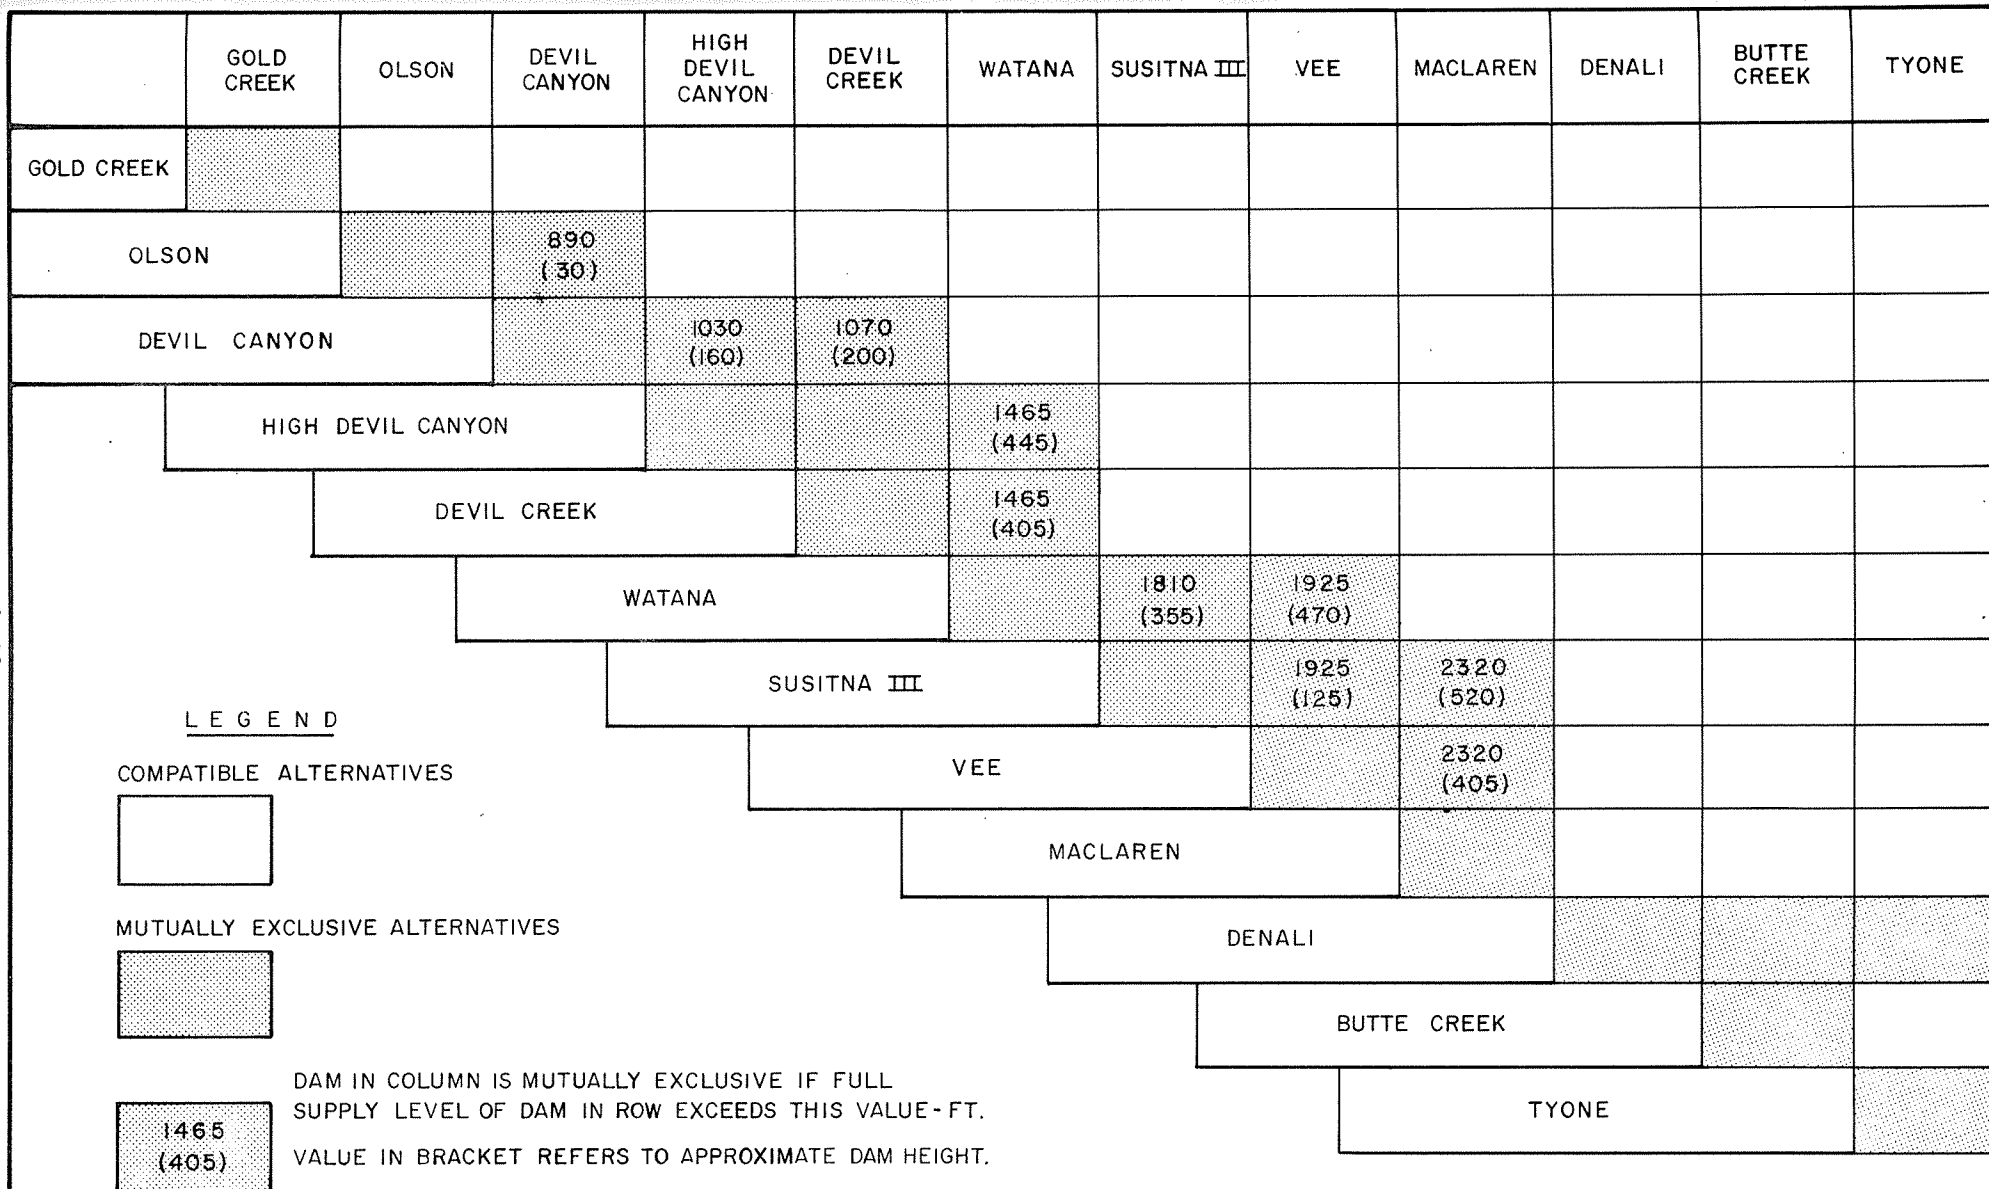 GOLD CREEK
OLSON
DEVIL CANYON
HIGH DEVIL CANYON
DEVIL CREEK
WATANA
SUSITNA III
VEE
MACLAREN
DENALI
BUTTE CREEK
TYONE
GOLD CREEK
OLSON
890
(30)
DEVIL CANYON
1030
(160)
1070
(200)
HIGH DEVIL CANYON
1465
(445)
DEVIL CREEK
1465
(405)
WATANA
1810
(355)
1925
(470)
SUSITNA III
1925
(125)
2320
(520)
VEE
2320
(405)
MACLAREN
DENALI
BUTTE CREEK
TYONE
LEGEND
COMPATIBLE ALTERNATIVES
MUTUALLY EXCLUSIVE ALTERNATIVES
1465
(405)
DAM IN COLUMN IS MUTUALLY EXCLUSIVE IF FULL
SUPPLY LEVEL OF DAM IN ROW EXCEEDS THIS VALUE - FT.
VALUE IN BRACKET REFERS TO APPROXIMATE DAM HEIGHT.